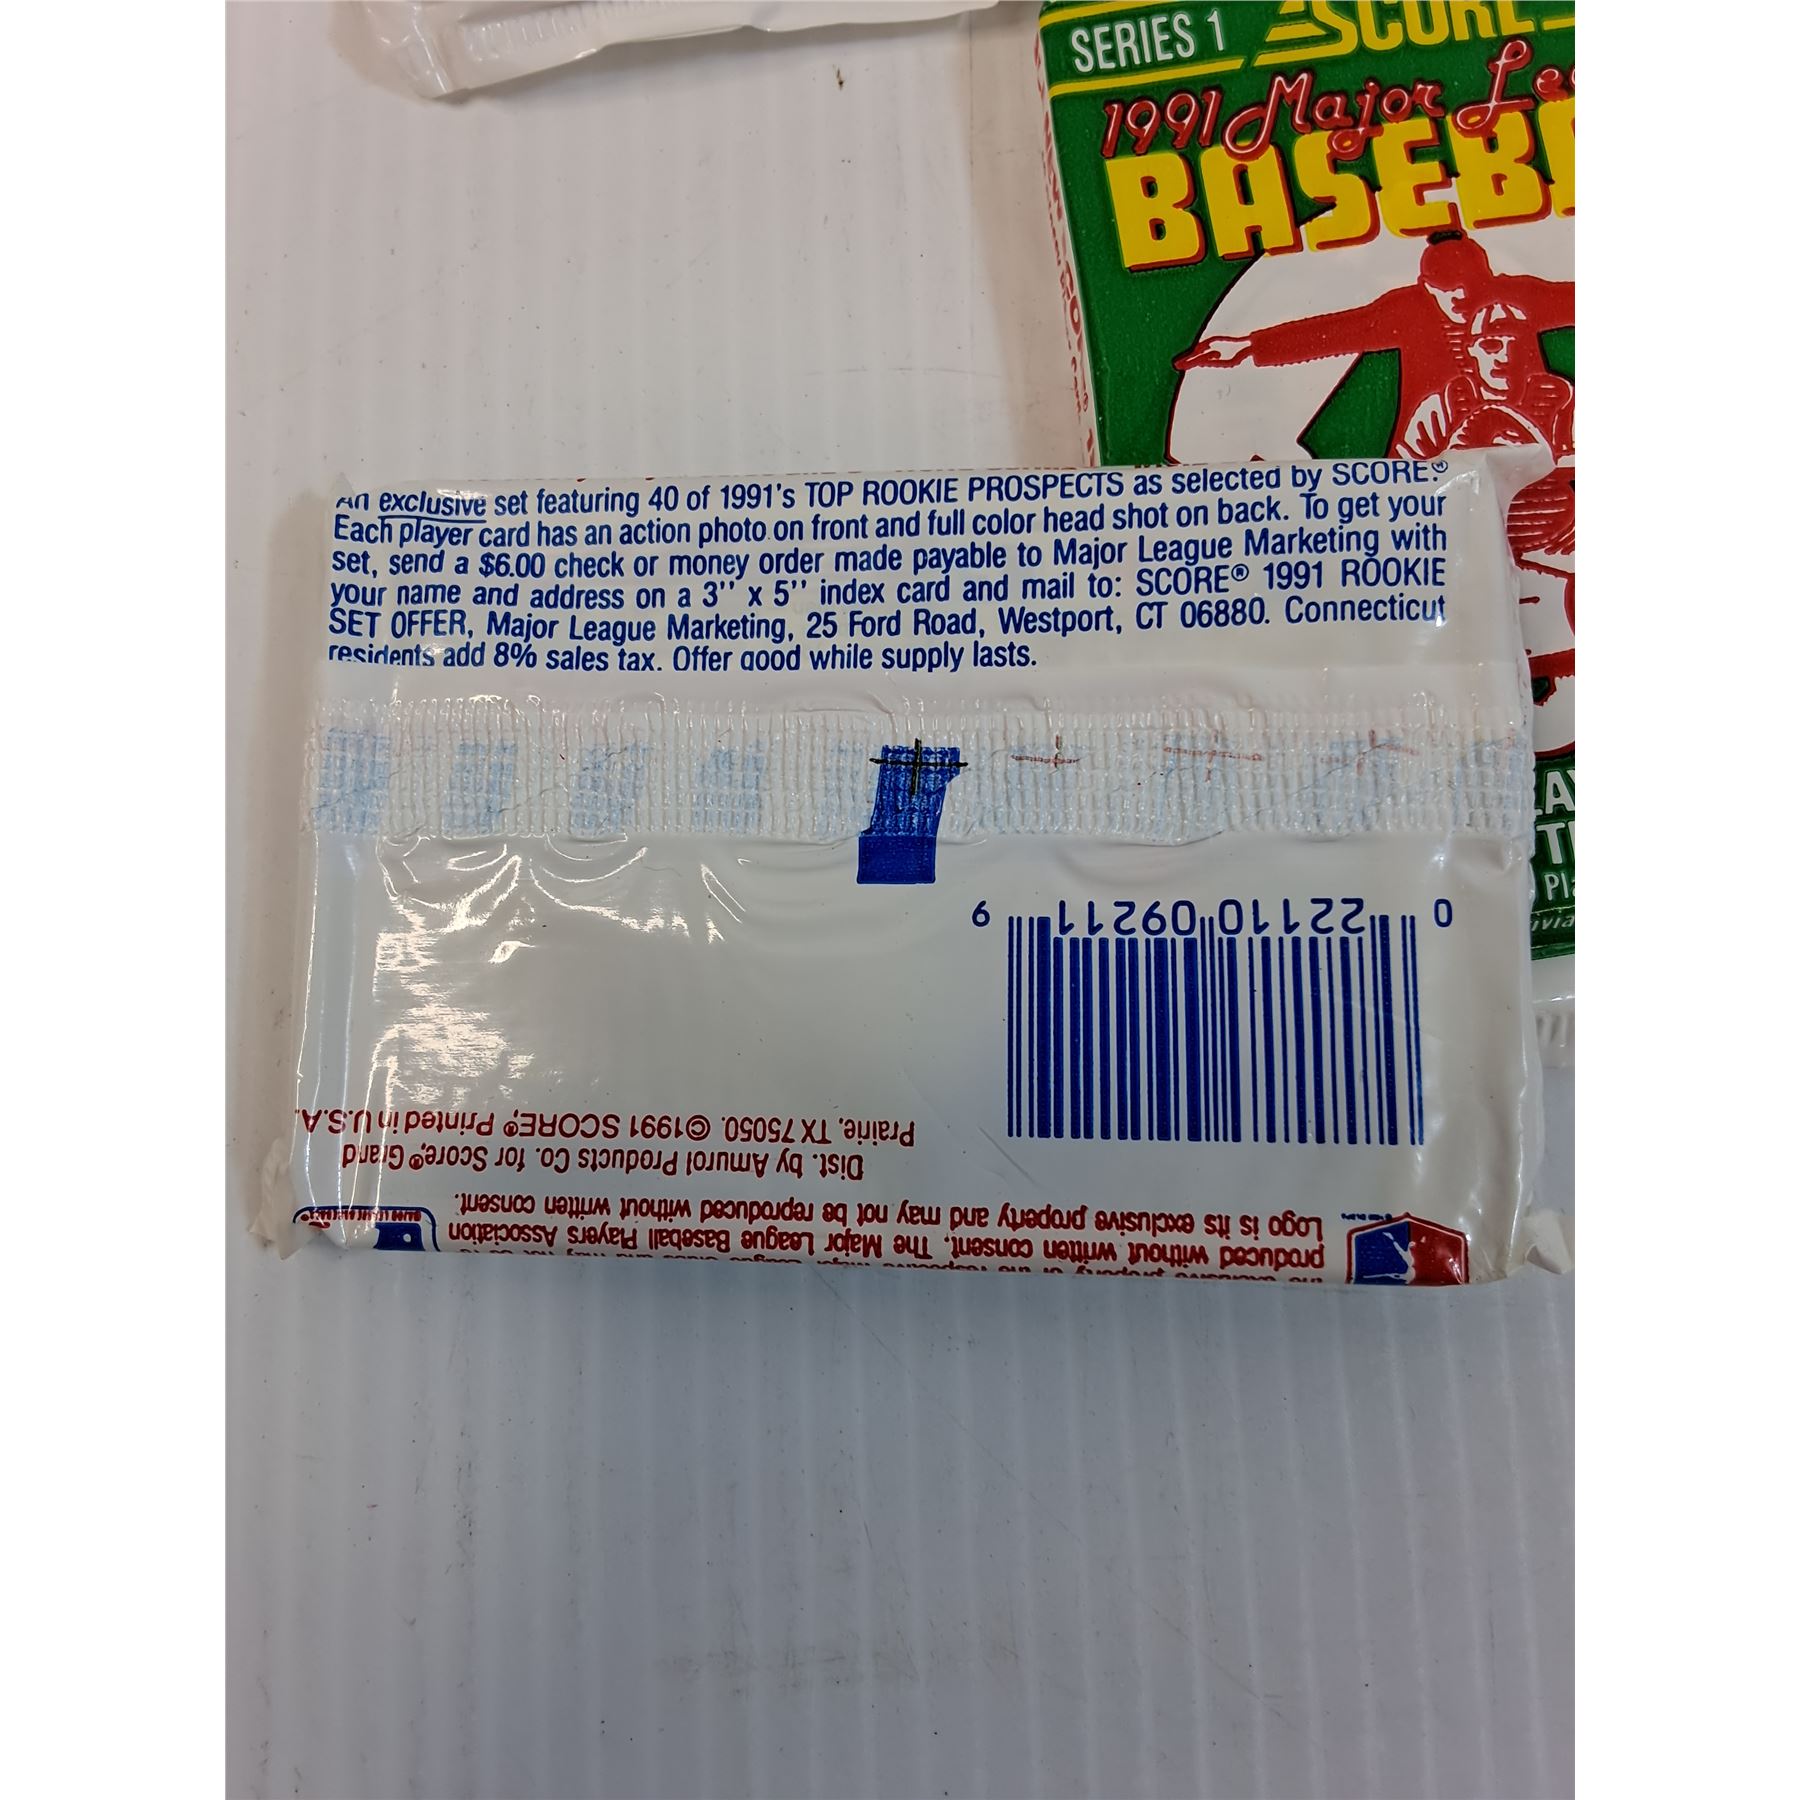 SERIES 1 SCORE
1991 Major Le
BASEB
An exclusive set featuring 40 of 1991's TOP ROOKIE PROSPECTS as selected by SCORE.®
Each player card has an action photo on front and full color head shot on back. To get your
set, send a $6.00 check or money order made payable to Major League Marketing with
your name and address on a 3'' x 5'' index card and mail to: SCORE® 1991 ROOKIE
SET OFFER, Major League Marketing, 25 Ford Road, Westport, CT 06880. Connecticut
residents add 8% sales tax. Offer good while supply lasts.
0 22110 09211 9
produced without written consent. The Major League Baseball Players Association
Logo is its exclusive property and may not be reproduced without written consent.
Dist. by Amurol Products Co. for Score®, Grand
Prairie, TX 75050. ©1991 SCORE®, Printed in U.S.A.